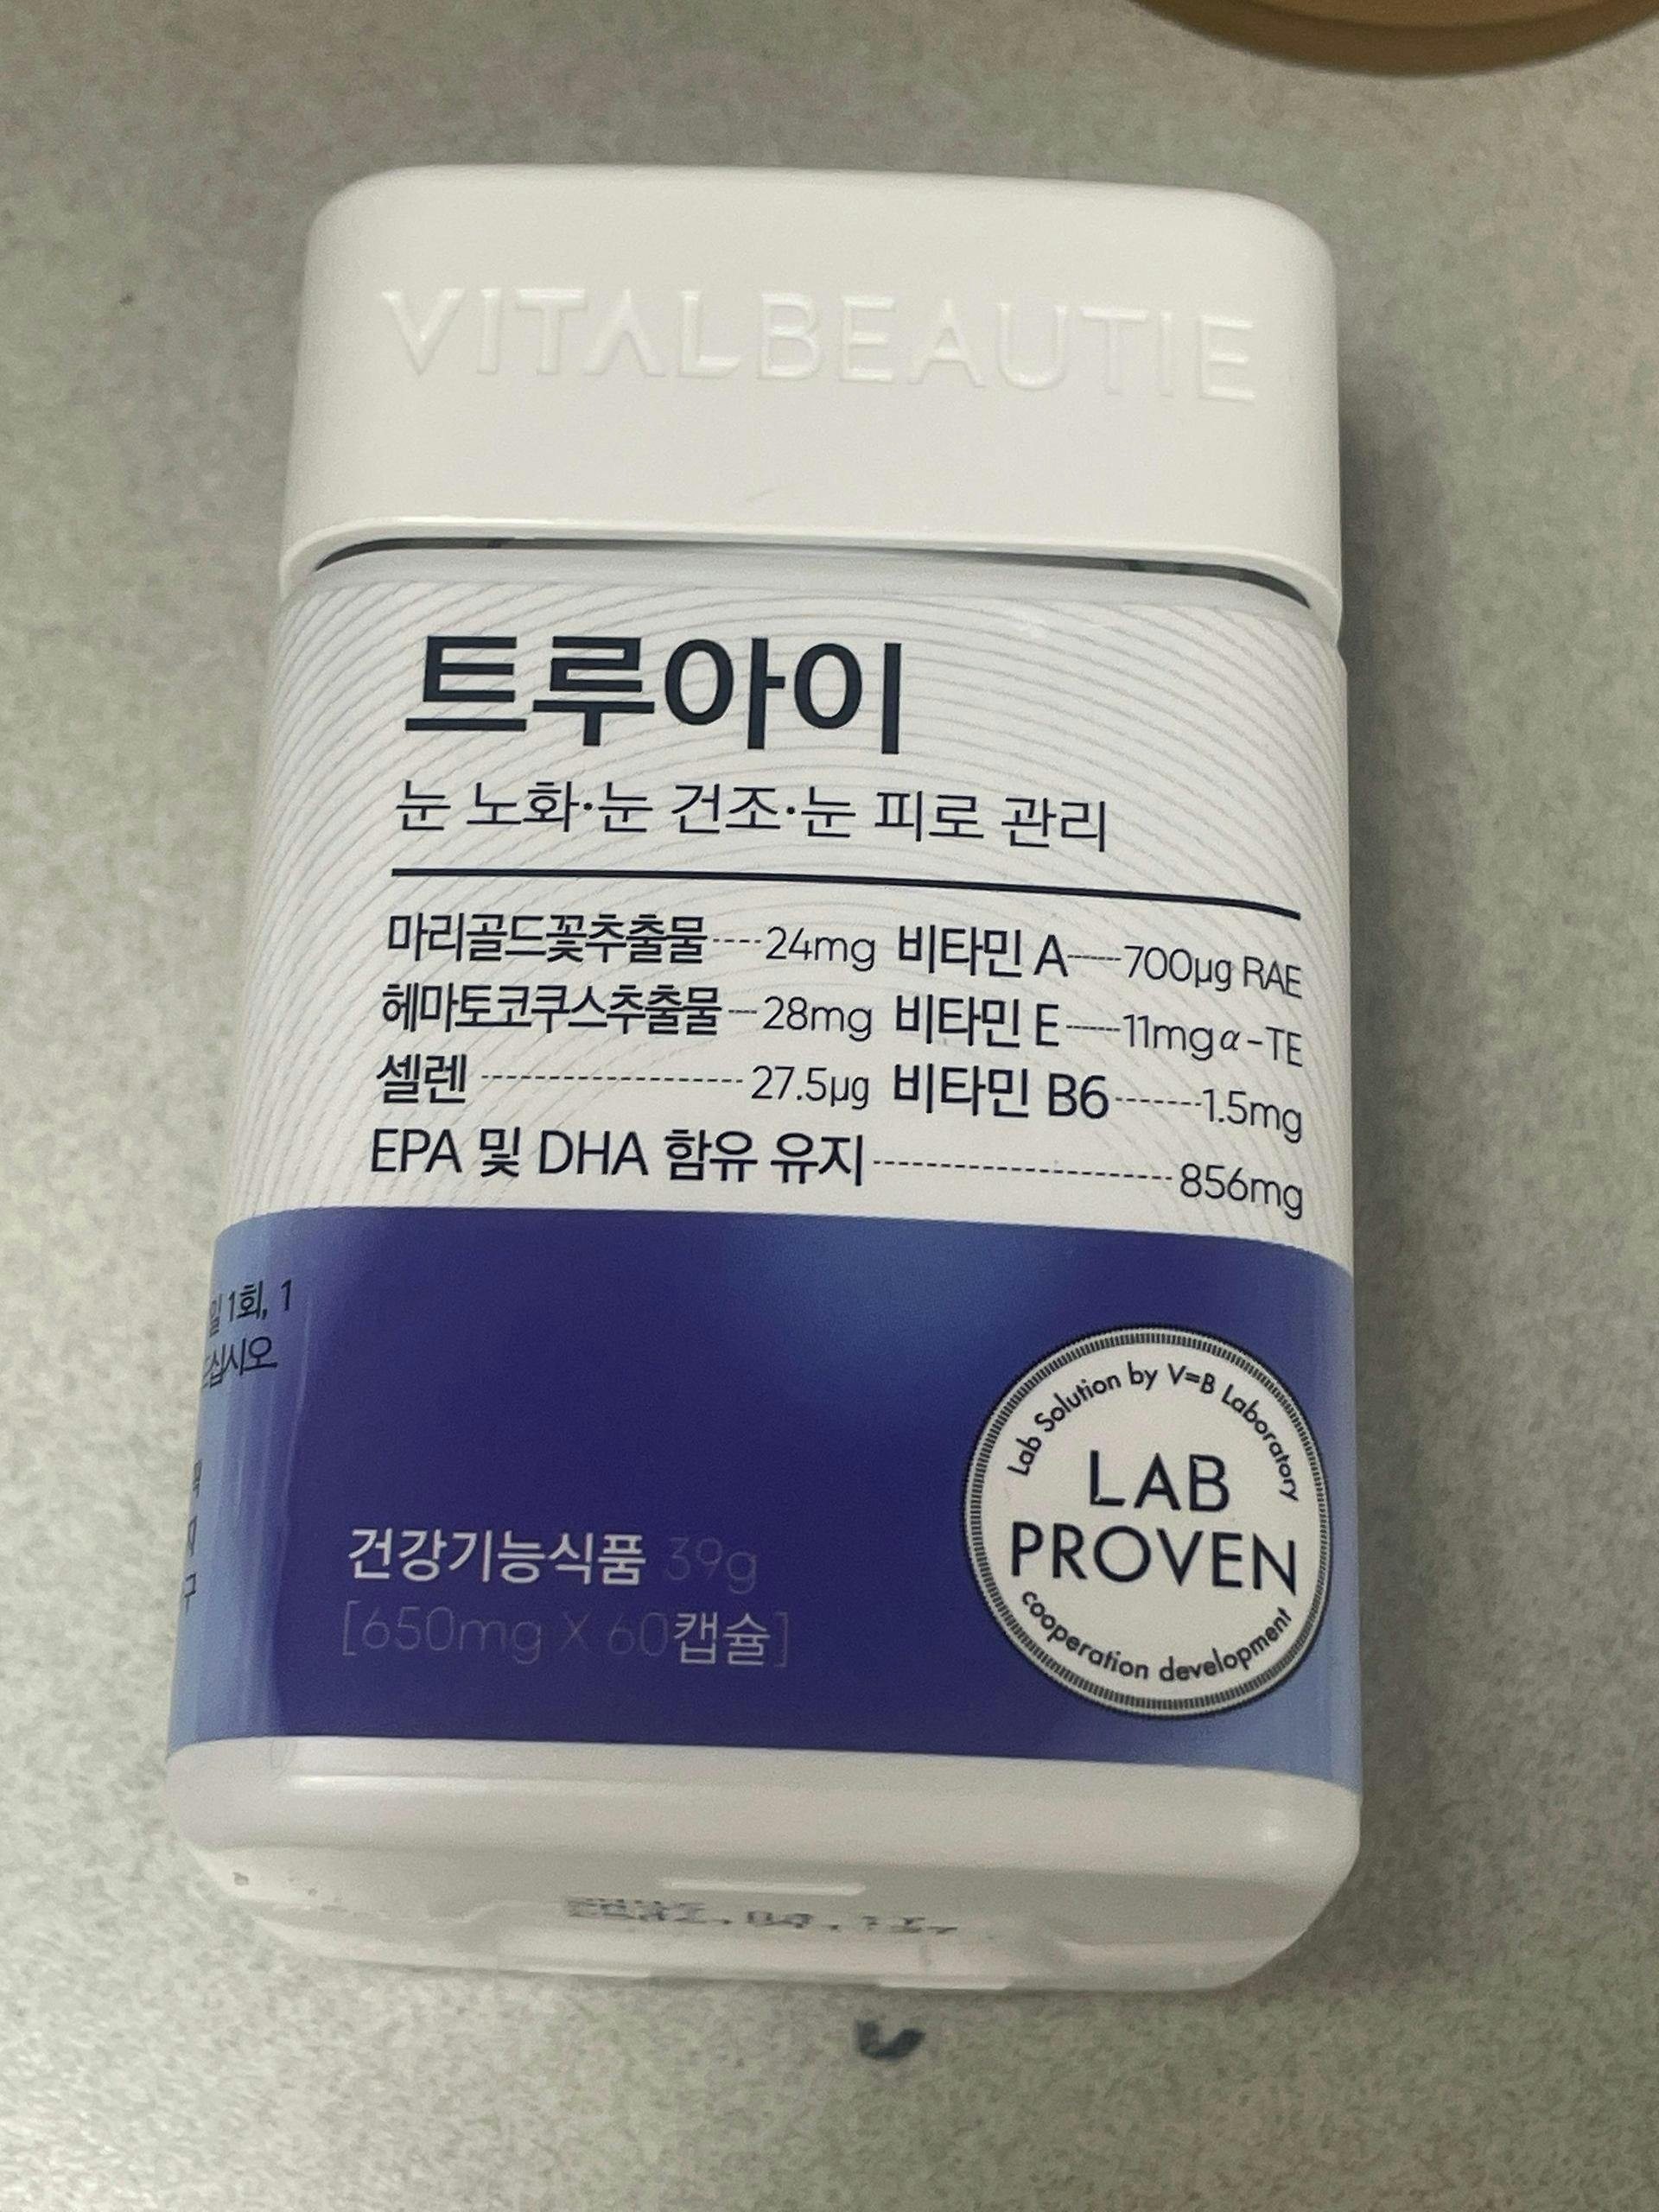 VITALBEAUTIE
트루아이
눈 노화·눈 건조·눈 피로 관리
마리골드꽃추출물----24mg 비타민 A----700µg RAE
헤마토코쿠스추출물---28mg 비타민 E----11mgα-TE
셀렌--------------------27.5µg 비타민 B6-------1.5mg
EPA 및 DHA 함유 유지------------------------856mg
1회, 1
십시오
Lab Solution by V=B Laboratory
LAB
PROVEN
cooperation development
건강기능식품 39g
[650mg X 60캡슐]